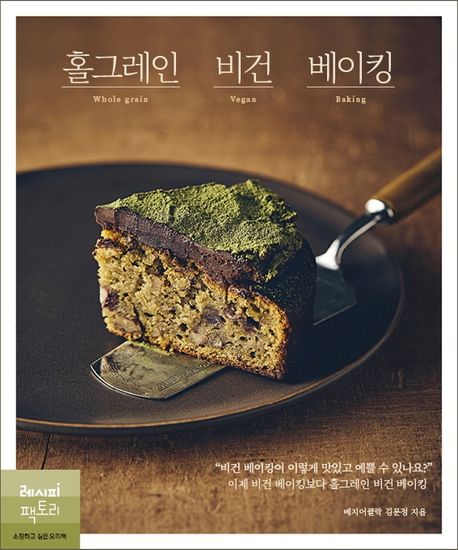 홀그레인 비건 베이킹
Whole grain Vegan Baking
“비건 베이킹이 이렇게 맛있고 예쁠 수 있나요?”
이제 비건 베이킹보다 홀그레인 비건 베이킹
베지어클락 김문정 지음
레시피
팩토리
소장하고 싶은 요리책